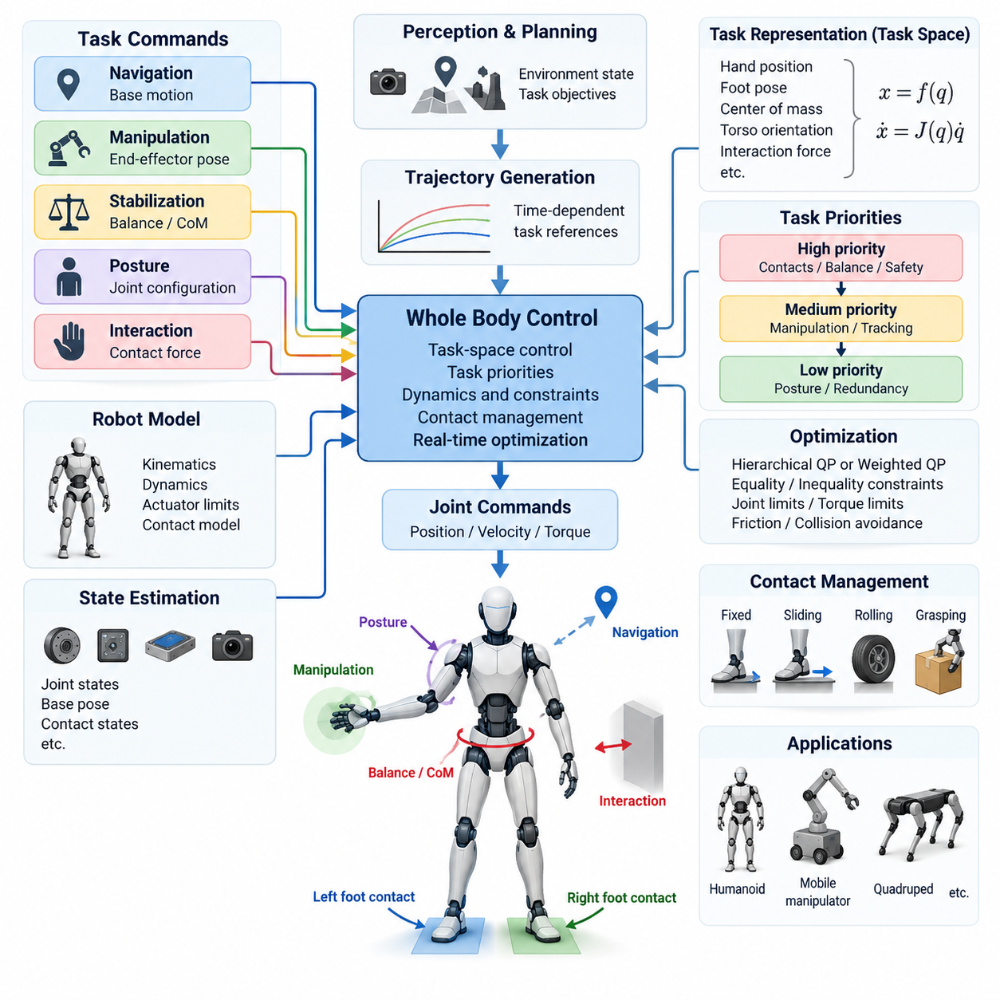 Task Commands
Navigation
Base motion
Manipulation
End-effector pose
Stabilization
Balance / CoM
Posture
Joint configuration
Interaction
Contact force
Robot Model
Kinematics
Dynamics
Actuator limits
Contact model
State Estimation
Joint states
Base pose
Contact states
etc.
Perception & Planning
Environment state
Task objectives
Trajectory Generation
Time-dependent
task references
Whole Body Control
Task-space control
Task priorities
Dynamics and constraints
Contact management
Real-time optimization
Joint Commands
Position / Velocity / Torque
Posture
Navigation
Manipulation
Balance / CoM
Interaction
Left foot contact
Right foot contact
Task Representation (Task Space)
Hand position
Foot pose
Center of mass
Torso orientation
Interaction force
etc.
x = f(q)
ẋ = J(q)q̇
Task Priorities
High priority
Contacts / Balance / Safety
Medium priority
Manipulation / Tracking
Low priority
Posture / Redundancy
Optimization
Hierarchical QP or Weighted QP
Equality / Inequality constraints
Joint limits / Torque limits
Friction / Collision avoidance
Contact Management
Fixed
Sliding
Rolling
Grasping
Applications
Humanoid
Mobile
manipulator
Quadruped
etc.